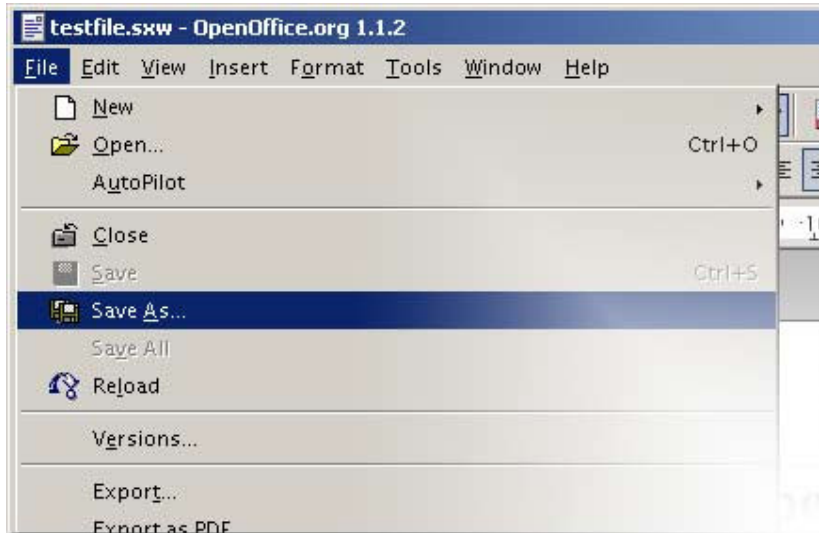 testfile.sxw - OpenOffice.org 1.1.2
File Edit View Insert Format Tools Window Help
New
Open... Ctrl+O
AutoPilot
Close
Save Ctrl+S
Save As...
Save All
Reload
Versions...
Export...
Export as PDF